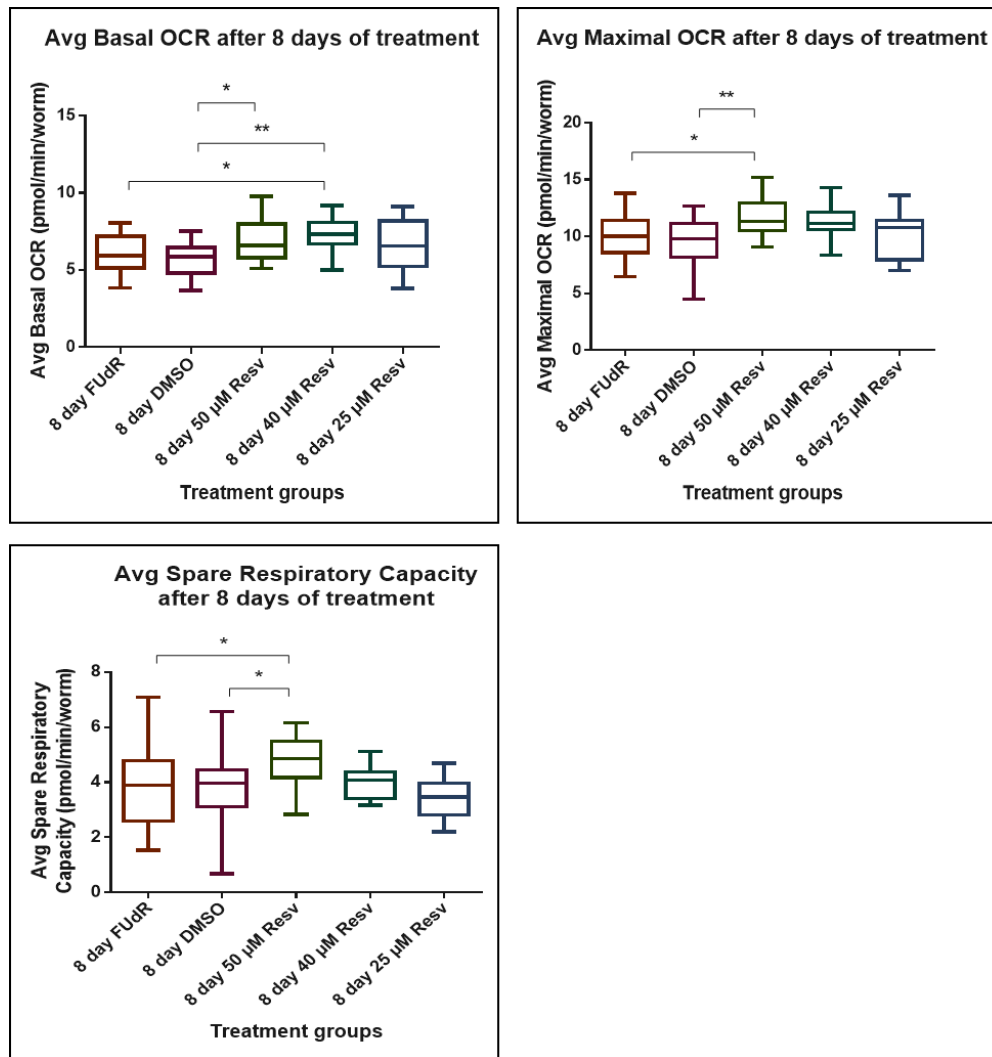 Avg Basal OCR after 8 days of treatment
Avg Basal OCR (pmol/min/worm)
15
10
5
0
*
**
*
8 day FUdR
8 day DMSO
8 day 50 µM Resv
8 day 40 µM Resv
8 day 25 µM Resv
Treatment groups
Avg Maximal OCR after 8 days of treatment
Avg Maximal OCR (pmol/min/worm)
20
15
10
5
0
**
*
8 day FUdR
8 day DMSO
8 day 50 µM Resv
8 day 40 µM Resv
8 day 25 µM Resv
Treatment groups
Avg Spare Respiratory Capacity
after 8 days of treatment
Avg Spare Respiratory
Capacity (pmol/min/worm)
8
6
4
2
0
*
*
8 day FUdR
8 day DMSO
8 day 50 µM Resv
8 day 40 µM Resv
8 day 25 µM Resv
Treatment groups